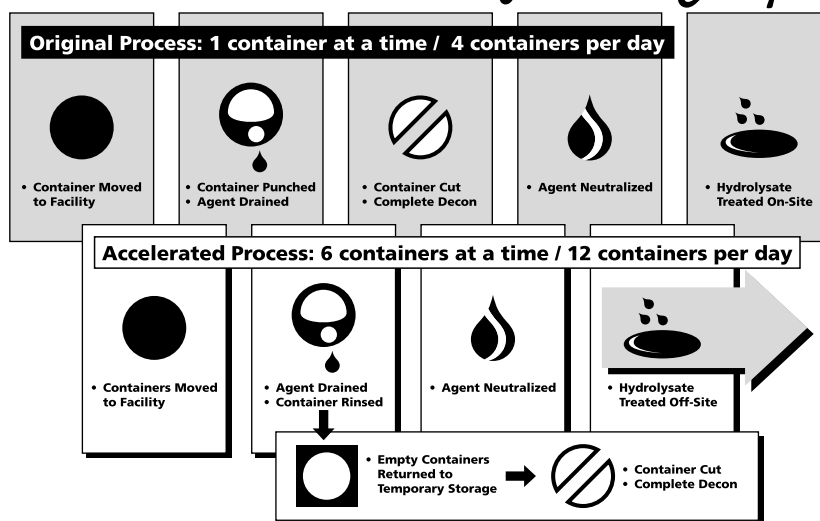 Original Process: 1 container at a time / 4 containers per day
• Container Moved
to Facility
• Container Punched
• Agent Drained
• Container Cut
• Complete Decon
• Agent Neutralized
• Hydrolysate
Treated On-Site
Accelerated Process: 6 containers at a time / 12 containers per day
• Containers Moved
to Facility
• Agent Drained
• Container Rinsed
• Agent Neutralized
• Hydrolysate
Treated Off-Site
• Empty Containers
Returned to
Temporary Storage
• Container Cut
• Complete Decon